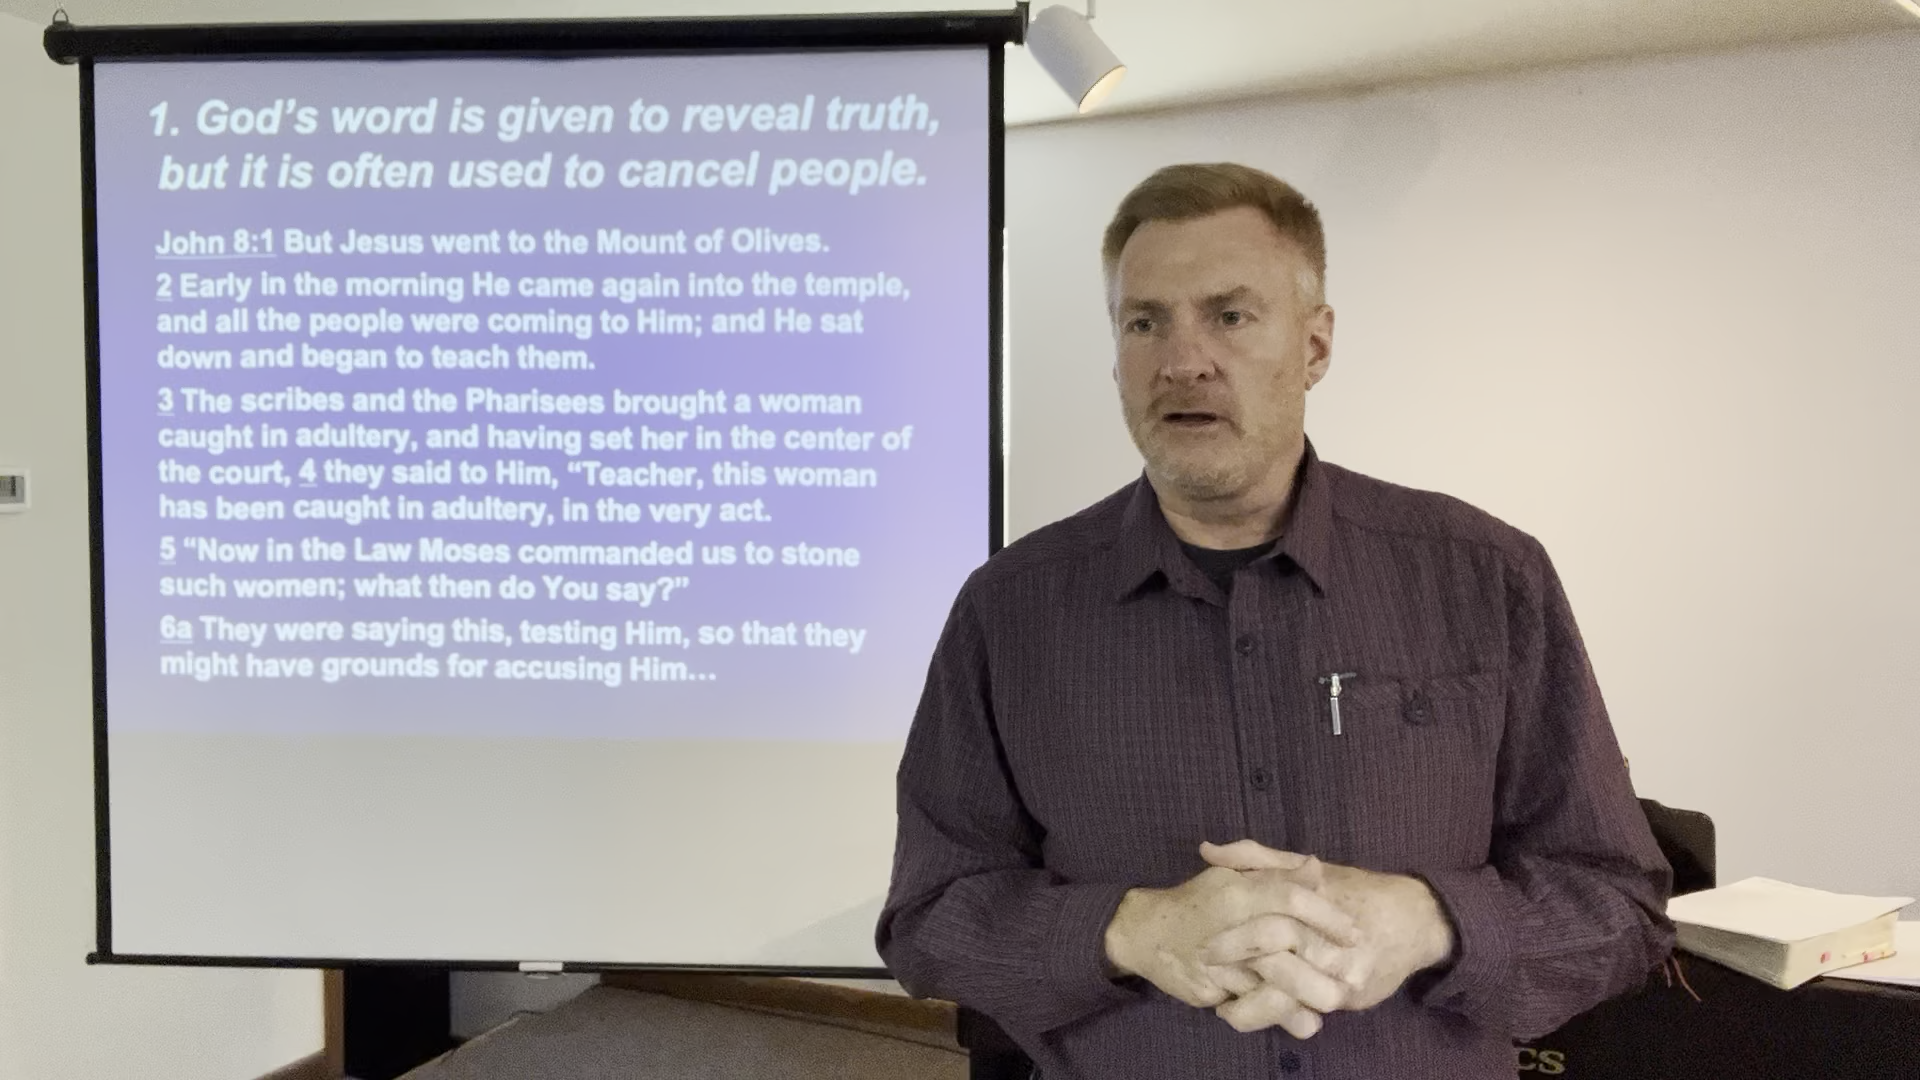 1. God’s word is given to reveal truth,
but it is often used to cancel people.
John 8:1 But Jesus went to the Mount of Olives.
2 Early in the morning He came again into the temple,
and all the people were coming to Him; and He sat
down and began to teach them.
3 The scribes and the Pharisees brought a woman
caught in adultery, and having set her in the center of
the court, 4 they said to Him, “Teacher, this woman
has been caught in adultery, in the very act.
5 “Now in the Law Moses commanded us to stone
such women; what then do You say?”
6a They were saying this, testing Him, so that they
might have grounds for accusing Him…
CS